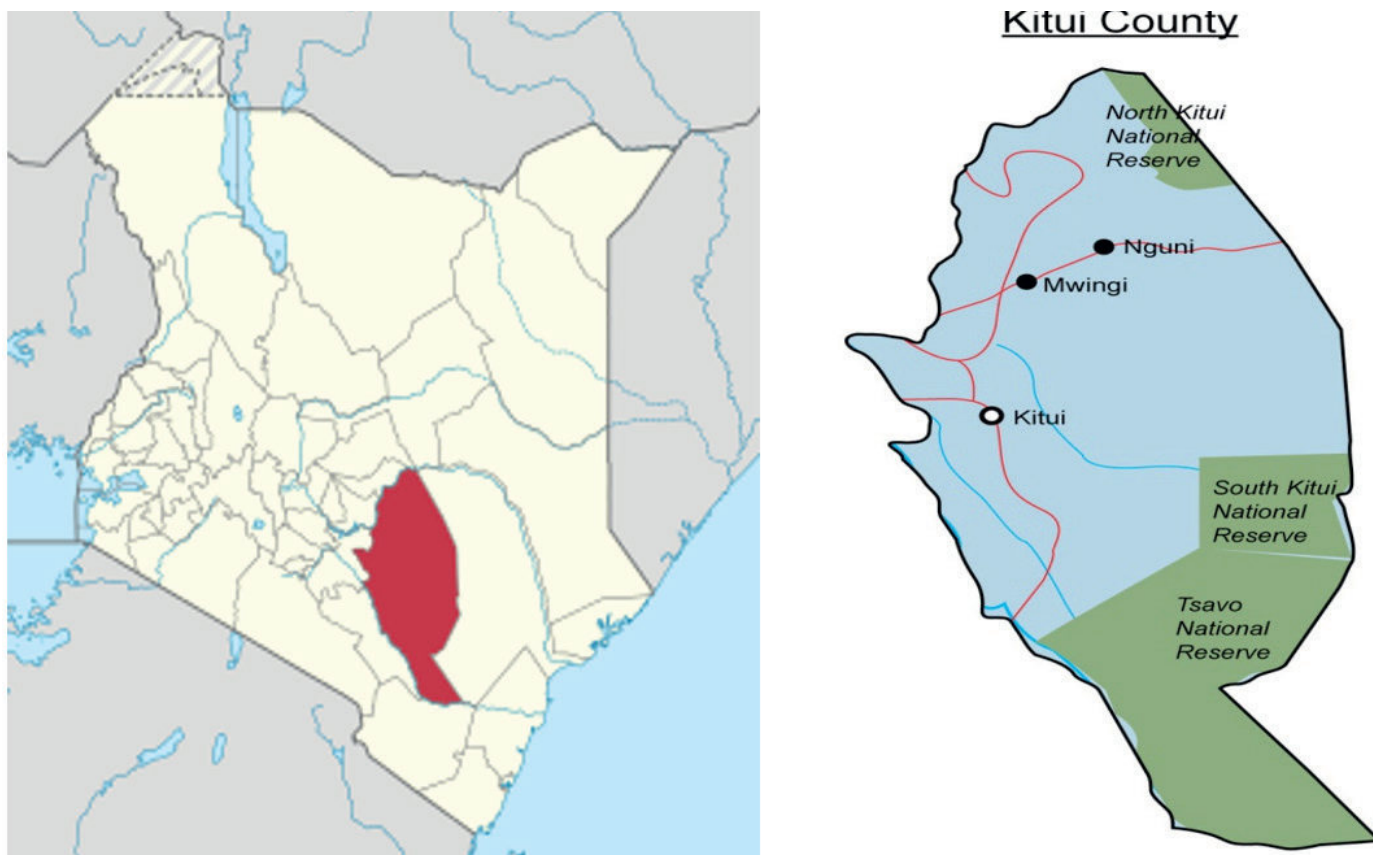 Kitui County
North Kitui
National
Reserve
Nguni
Mwingi
Kitui
South Kitui
National
Reserve
Tsavo
National
Reserve